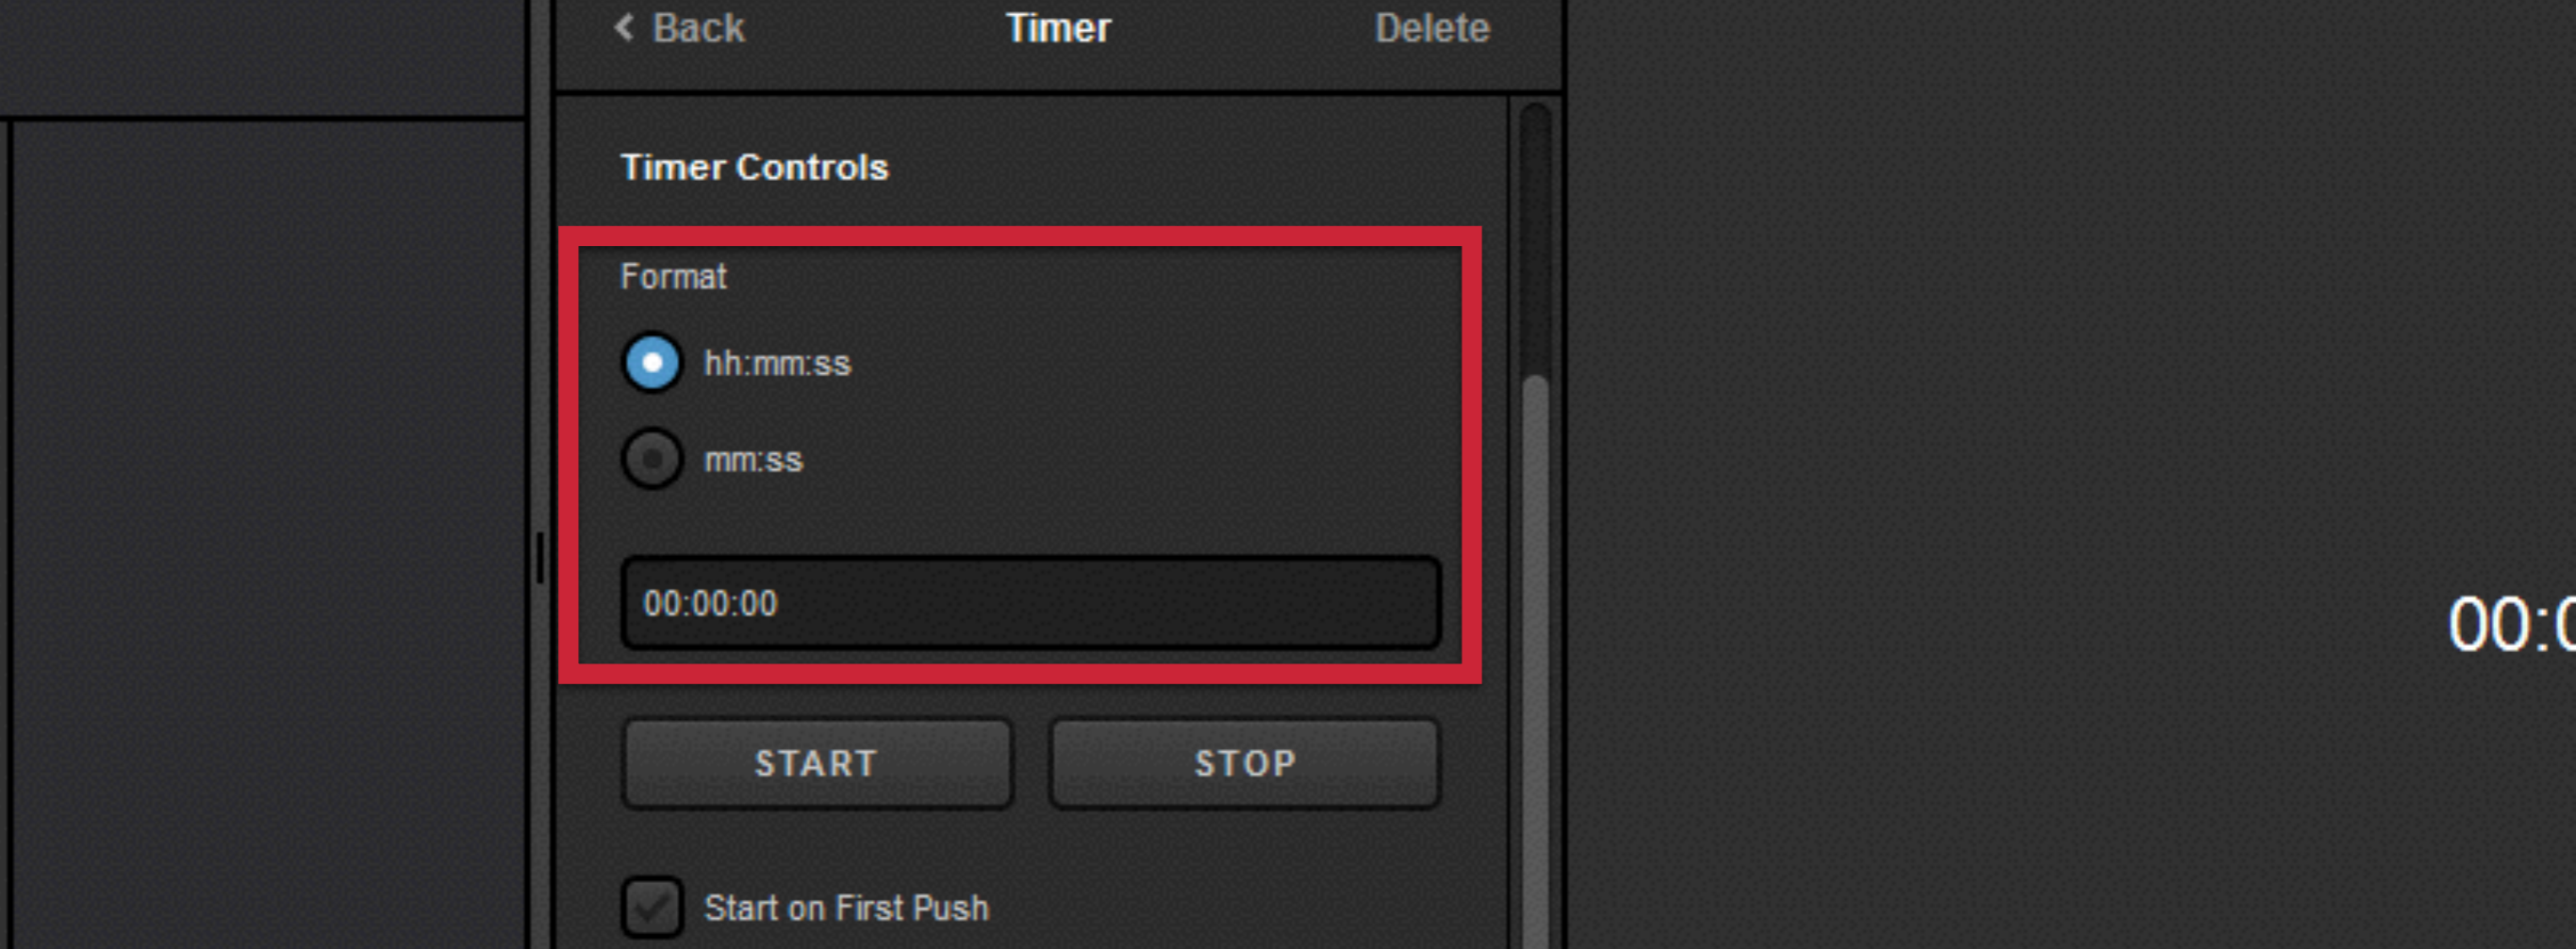 Back Timer Delete
Timer Controls
Format
hh:mm:ss
mm:ss
00:00:00
START STOP
Start on First Push